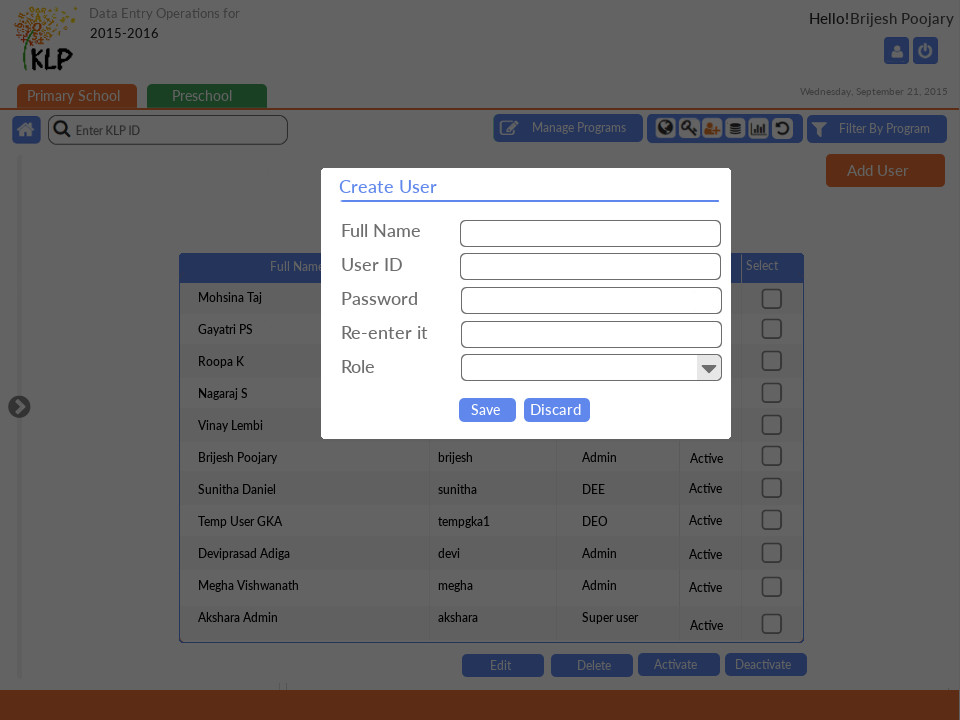 Data Entry Operations for
2015-2016
KLP
Hello!Brijesh Poojary
Primary School
Preschool
Wednesday, September 21, 2015
Enter KLP ID
Manage Programs
Filter By Program
Add User
Create User
Full Name
User ID
Password
Re-enter it
Role
Save
Discard
Full Name
Select
Mohsina Taj
Gayatri PS
Roopa K
Nagaraj S
Vinay Lembi
Brijesh Poojary brijesh Admin Active
Sunitha Daniel sunitha DEE Active
Temp User GKA tempgka1 DEO Active
Deviprasad Adiga devi Admin Active
Megha Vishwanath megha Admin Active
Akshara Admin akshara Super user Active
Edit
Delete
Activate
Deactivate